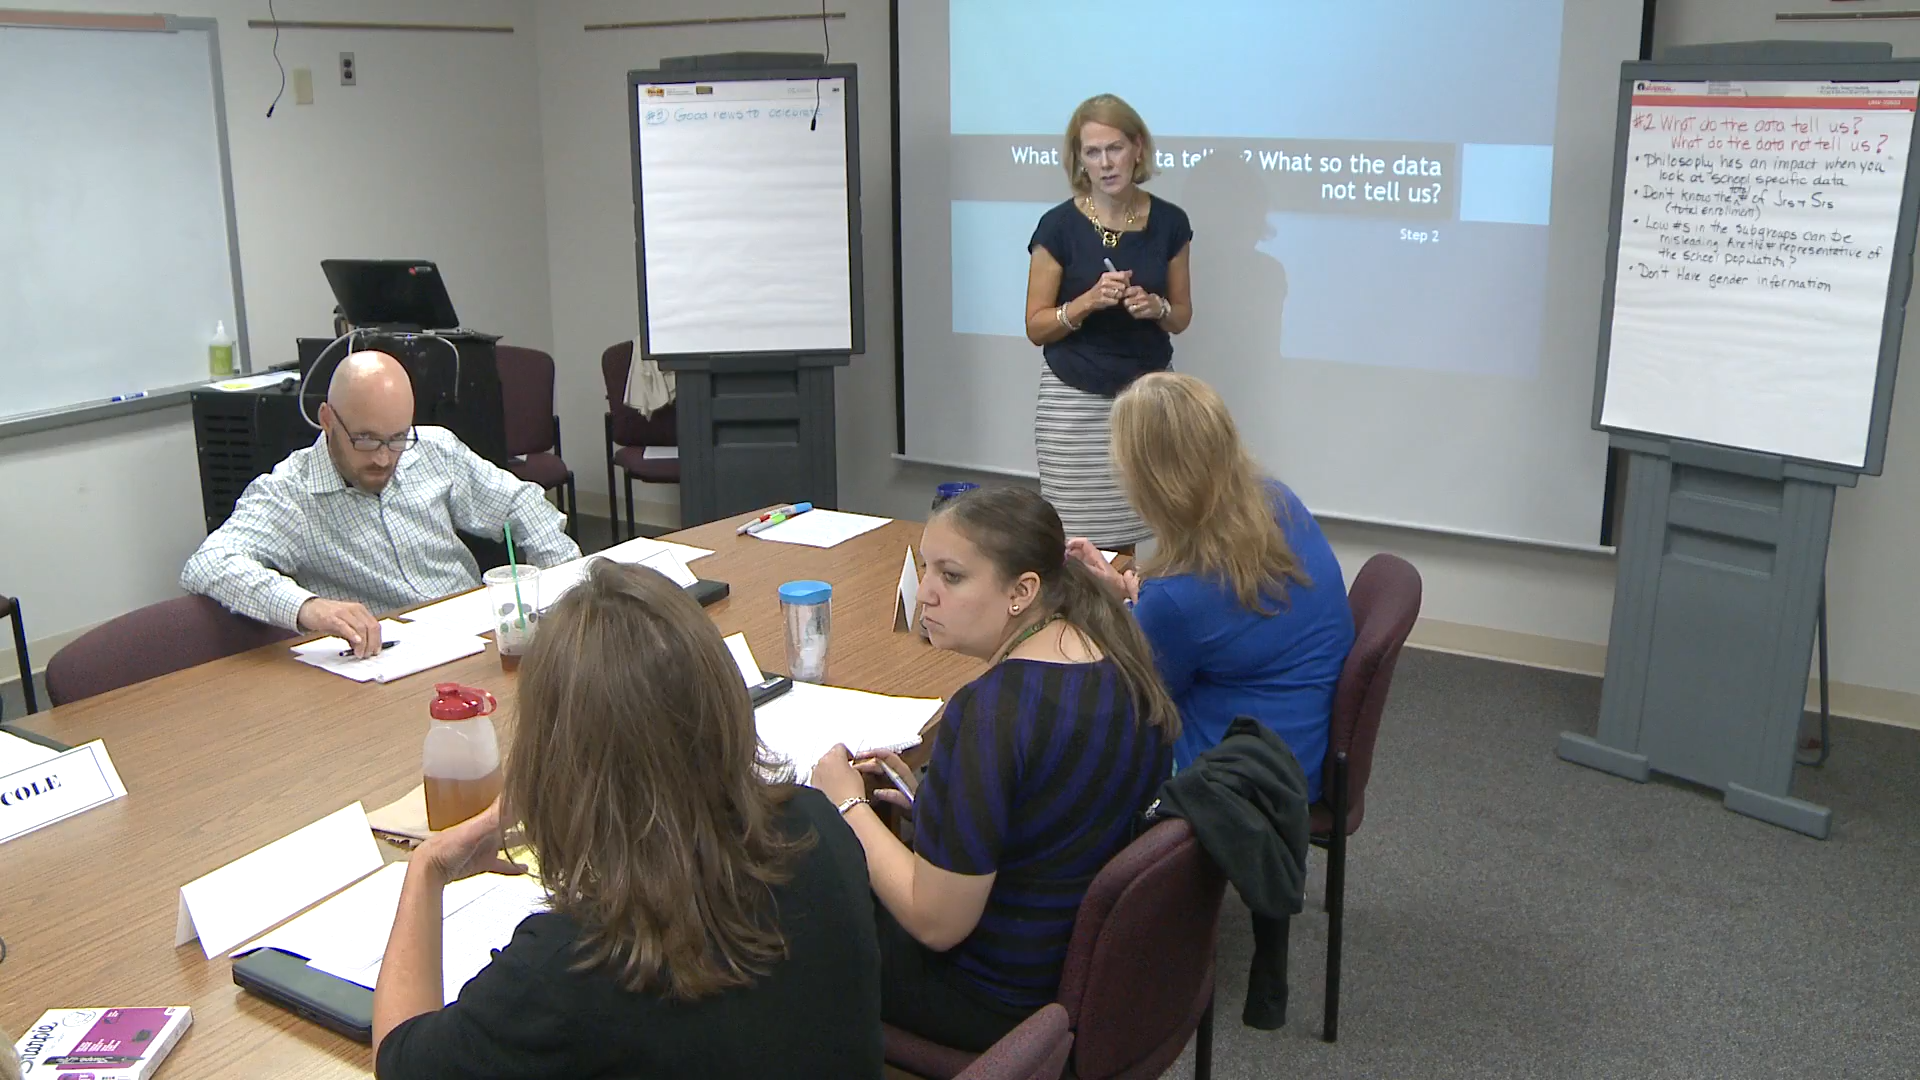 #3 Good news to celebrate
What ta tell ? What so the data
not tell us?
Step 2
#2 What do the data tell us?
What do the data not tell us?
• Philosophy has an impact when you
look at school specific data
• Don't know the total # of Jrs + Srs
(total enrollment)
• Low #s in the subgroups can be
misleading. Are the # representative of
the school population?
• Don't Have gender information
COLE
Sharpie